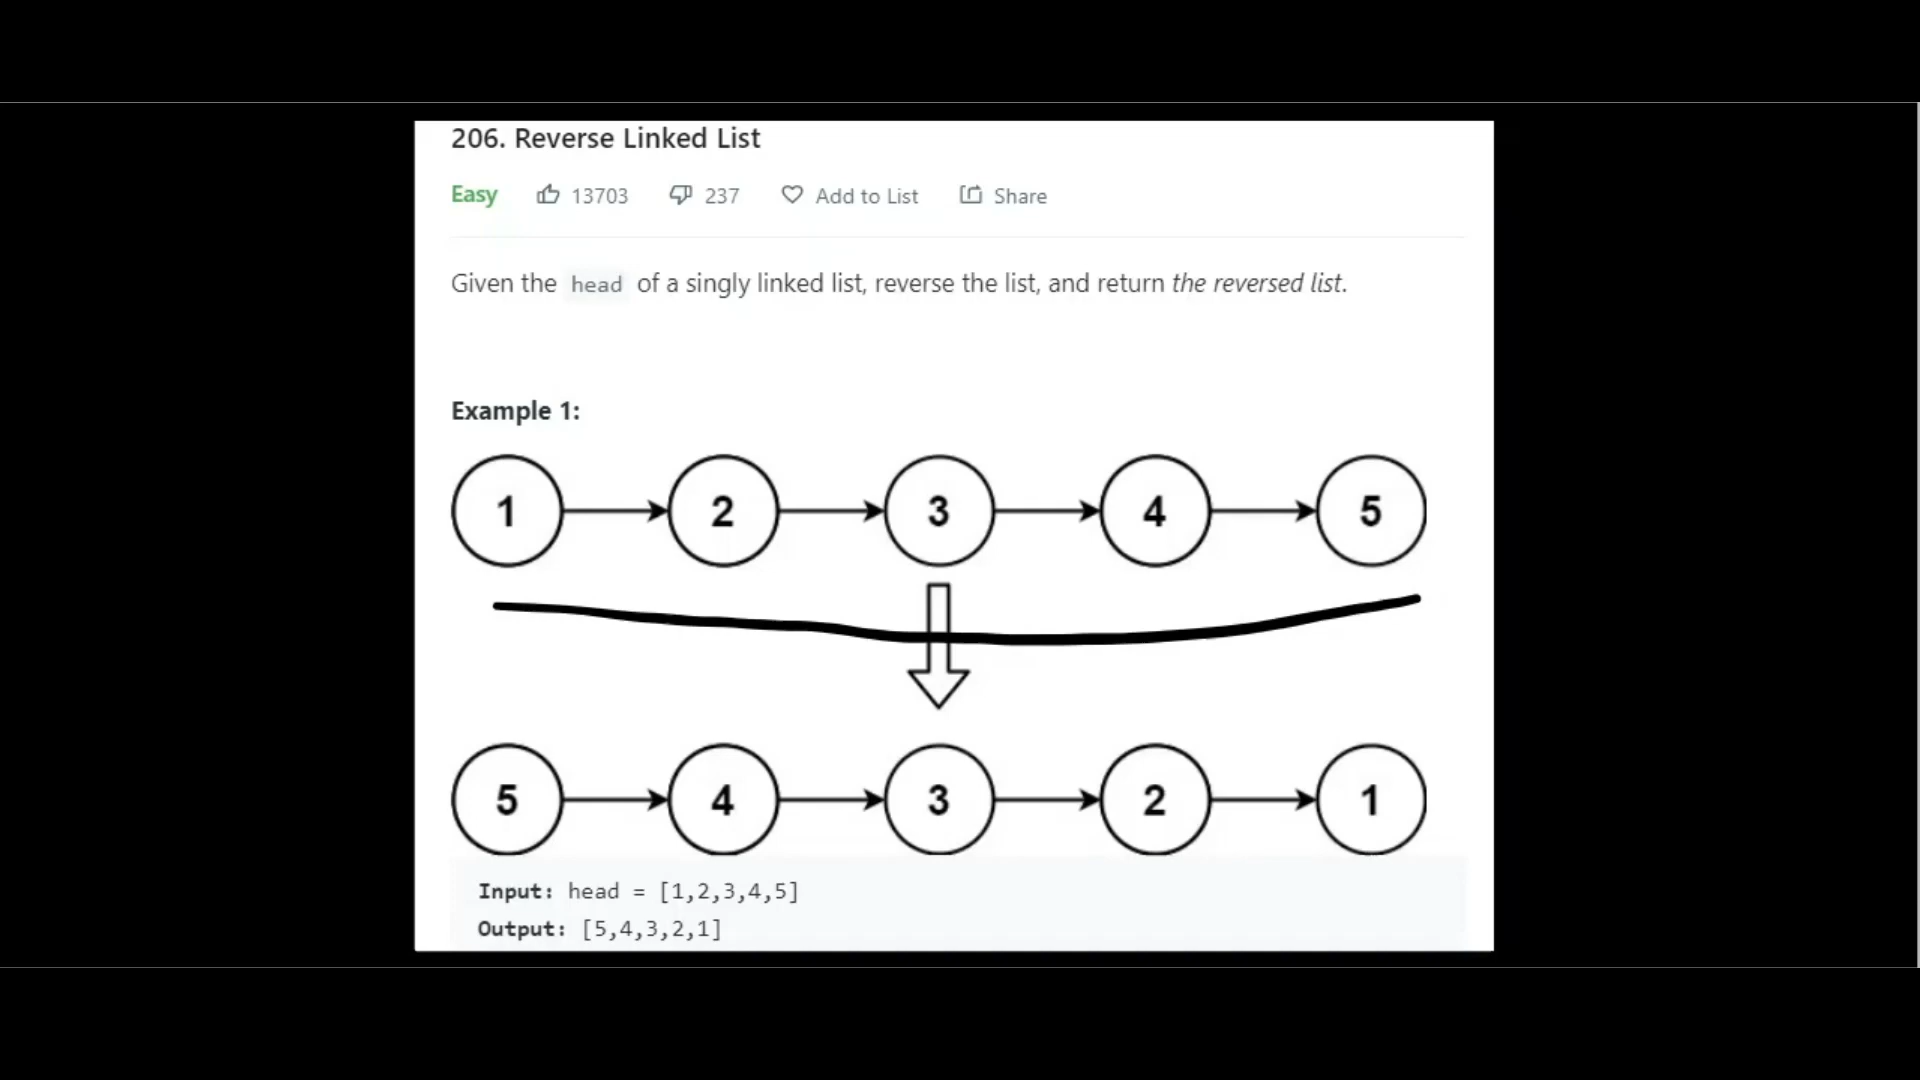 206. Reverse Linked List
Easy 13703 237 Add to List Share
Given the head of a singly linked list, reverse the list, and return the reversed list.
Example 1:
1 2 3 4 5
5 4 3 2 1
Input: head = [1,2,3,4,5]
Output: [5,4,3,2,1]